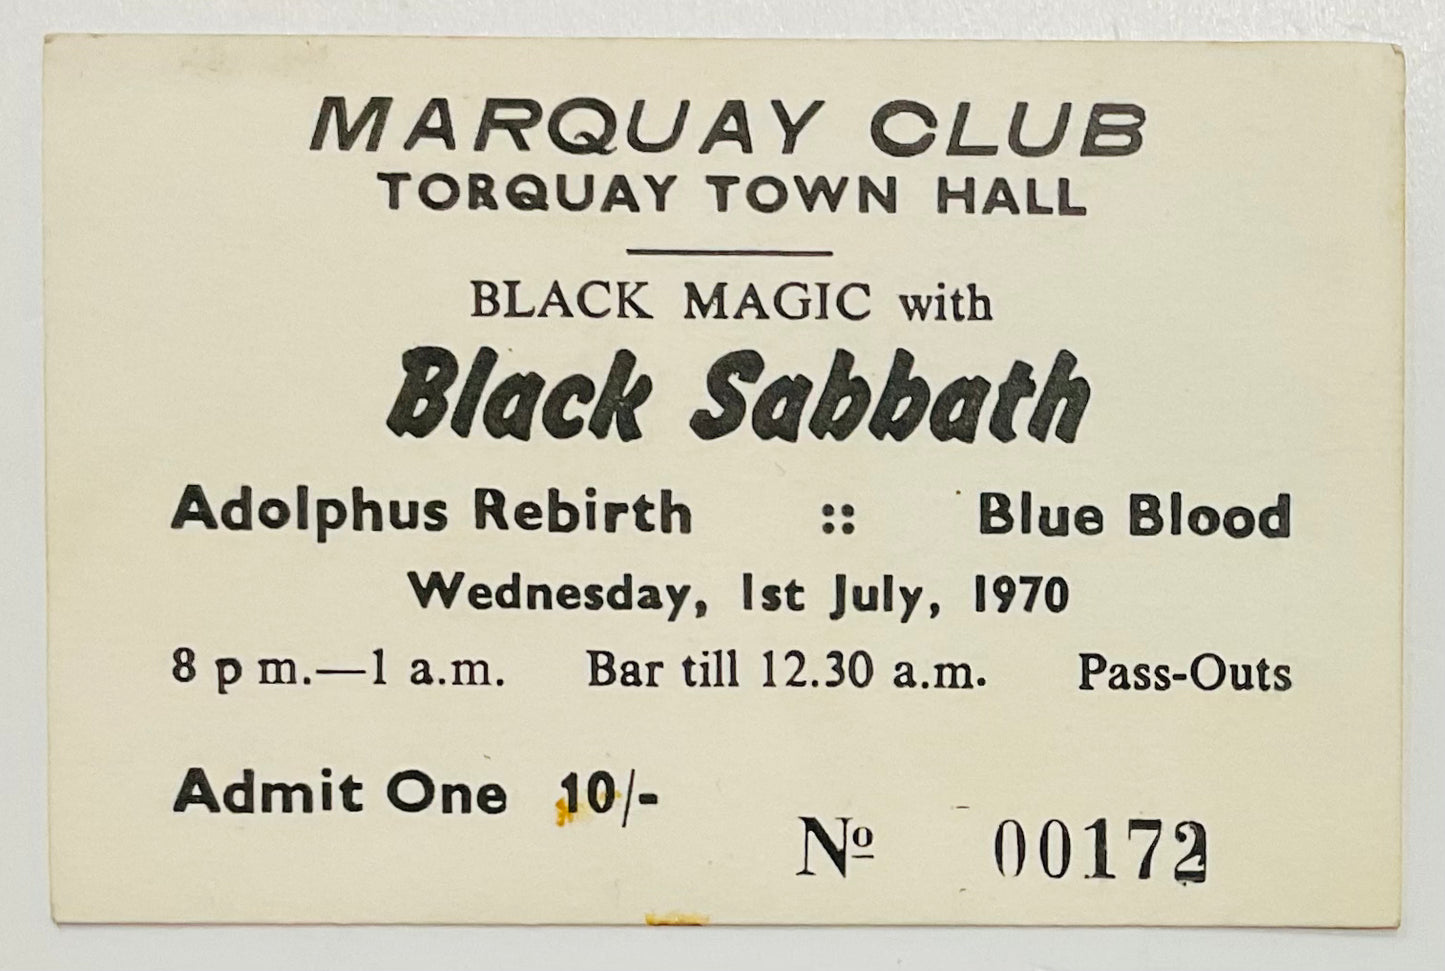 MARQUAY CLUB
TORQUAY TOWN HALL
BLACK MAGIC with
Black Sabbath
Adolphus Rebirth :: Blue Blood
Wednesday, 1st July, 1970
8 p m.—1 a.m. Bar till 12.30 a.m. Pass-Outs
Admit One 10/-
Nº 00172